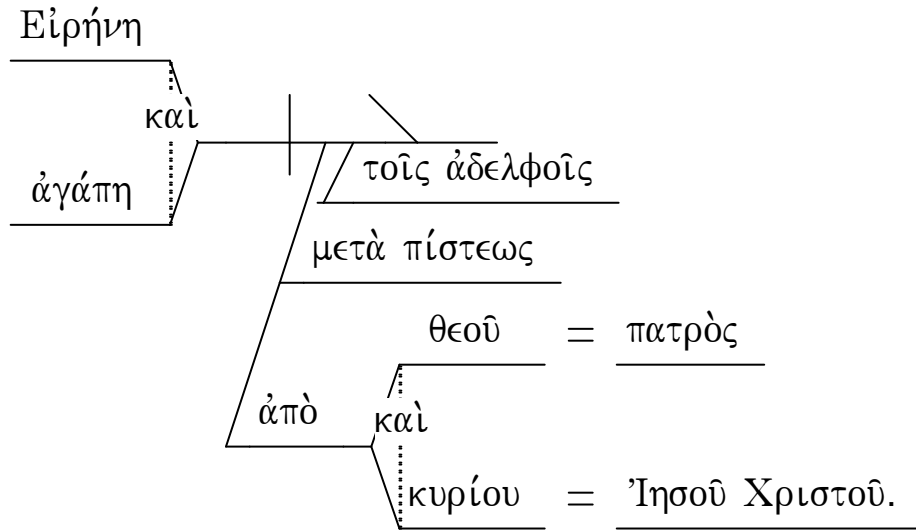 Εἰρήνη
καὶ
ἀγάπη
τοῖς ἀδελφοῖς
μετὰ πίστεως
ἀπὸ
θεοῦ = πατρὸς
καὶ
κυρίου = Ἰησοῦ Χριστοῦ.